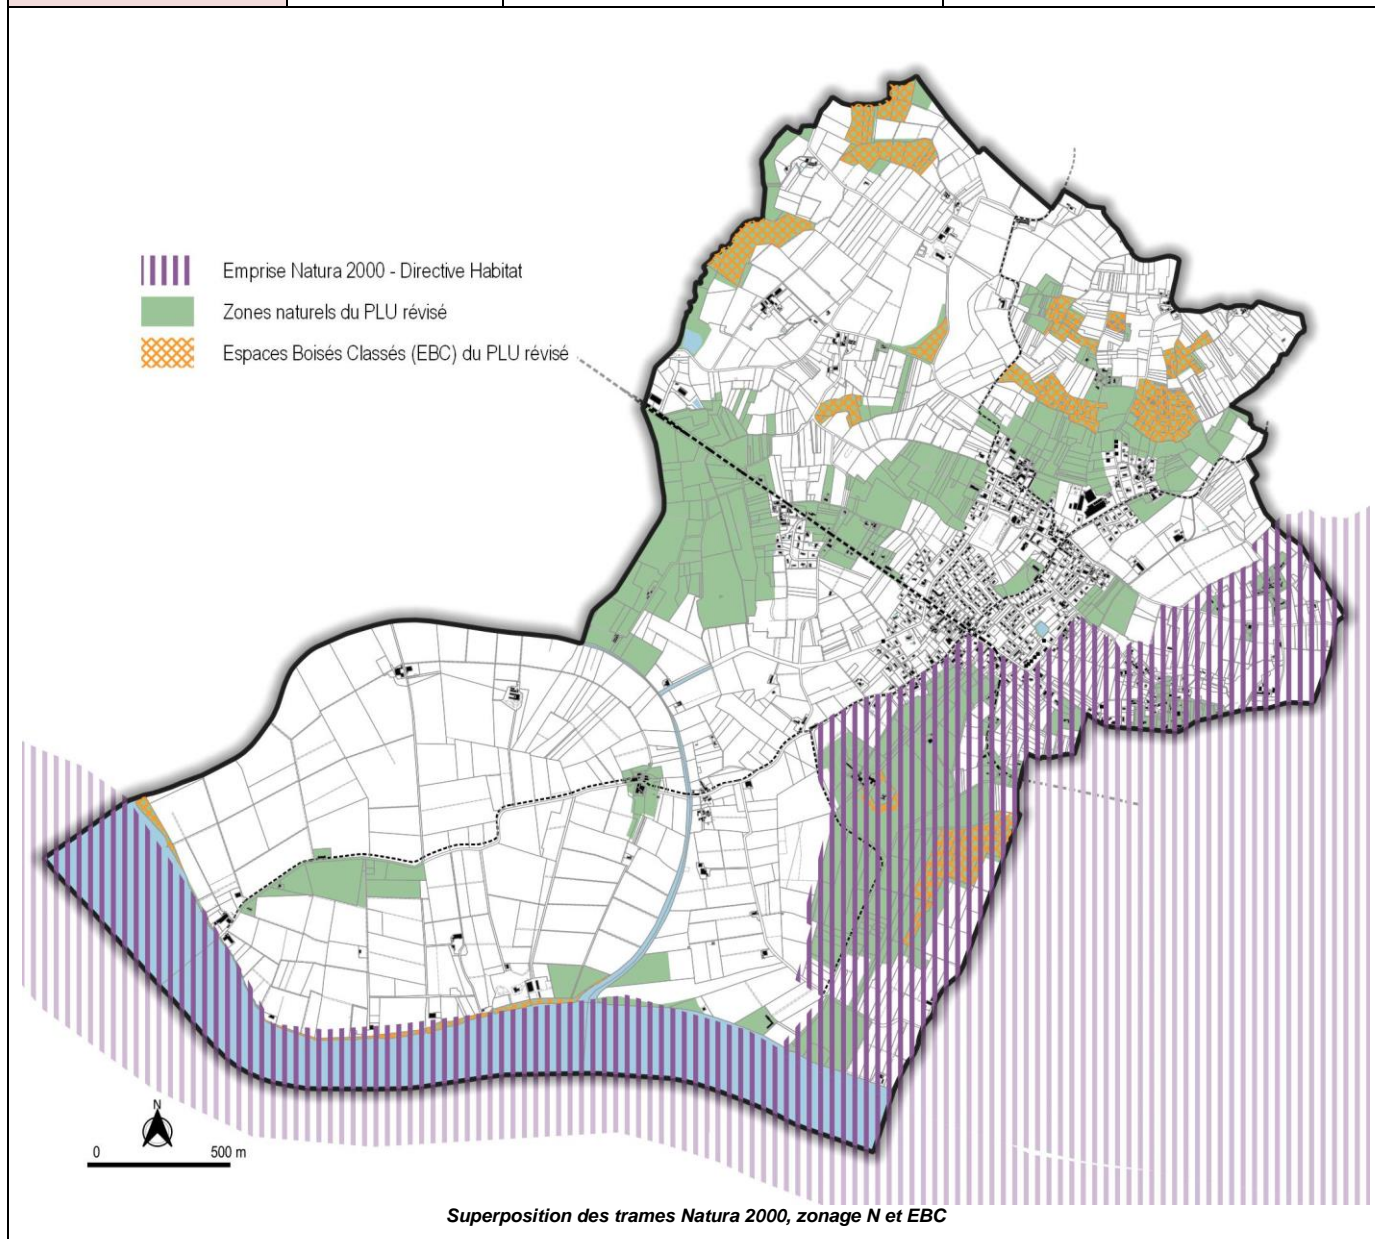 Emprise Natura 2000 - Directive Habitat
Zones naturels du PLU révisé
Espaces Boisés Classés (EBC) du PLU révisé
N
0 500 m
Superposition des trames Natura 2000, zonage N et EBC